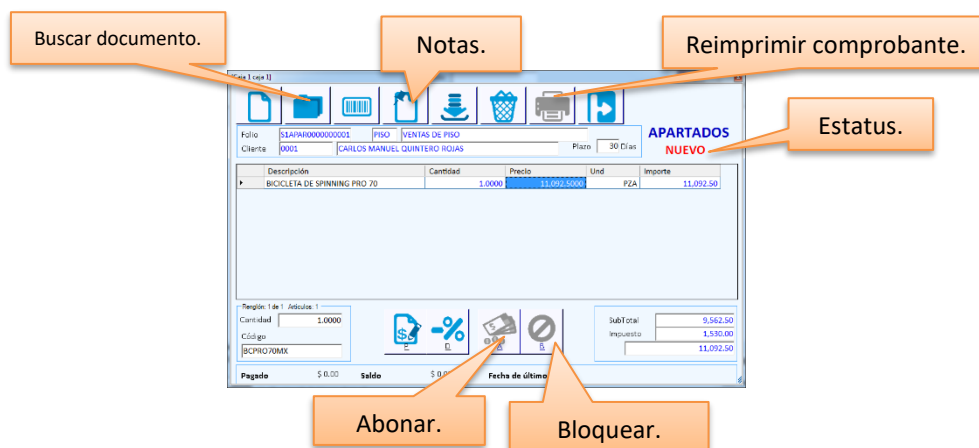 Buscar documento.
Notas.
Reimprimir comprobante.
Estatus.
[Caja 1 caja 1]
Folio S1APAR0000000001 PISO VENTAS DE PISO
Cliente 0001 CARLOS MANUEL QUINTERO ROJAS Plazo 30 Días
APARTADOS
NUEVO
Descripción Cantidad Precio Und Importe
BICICLETA DE SPINNING PRO 70 1.0000 11,092.5000 PZA 11,092.50
Renglón: 1 de 1 Articulos: 1
Cantidad 1.0000
Código
BCPRO70MX
P D A B
SubTotal 9,562.50
Impuesto 1,530.00
11,092.50
Pagado $ 0.00 Saldo $ 0.00 Fecha de último
Abonar.
Bloquear.